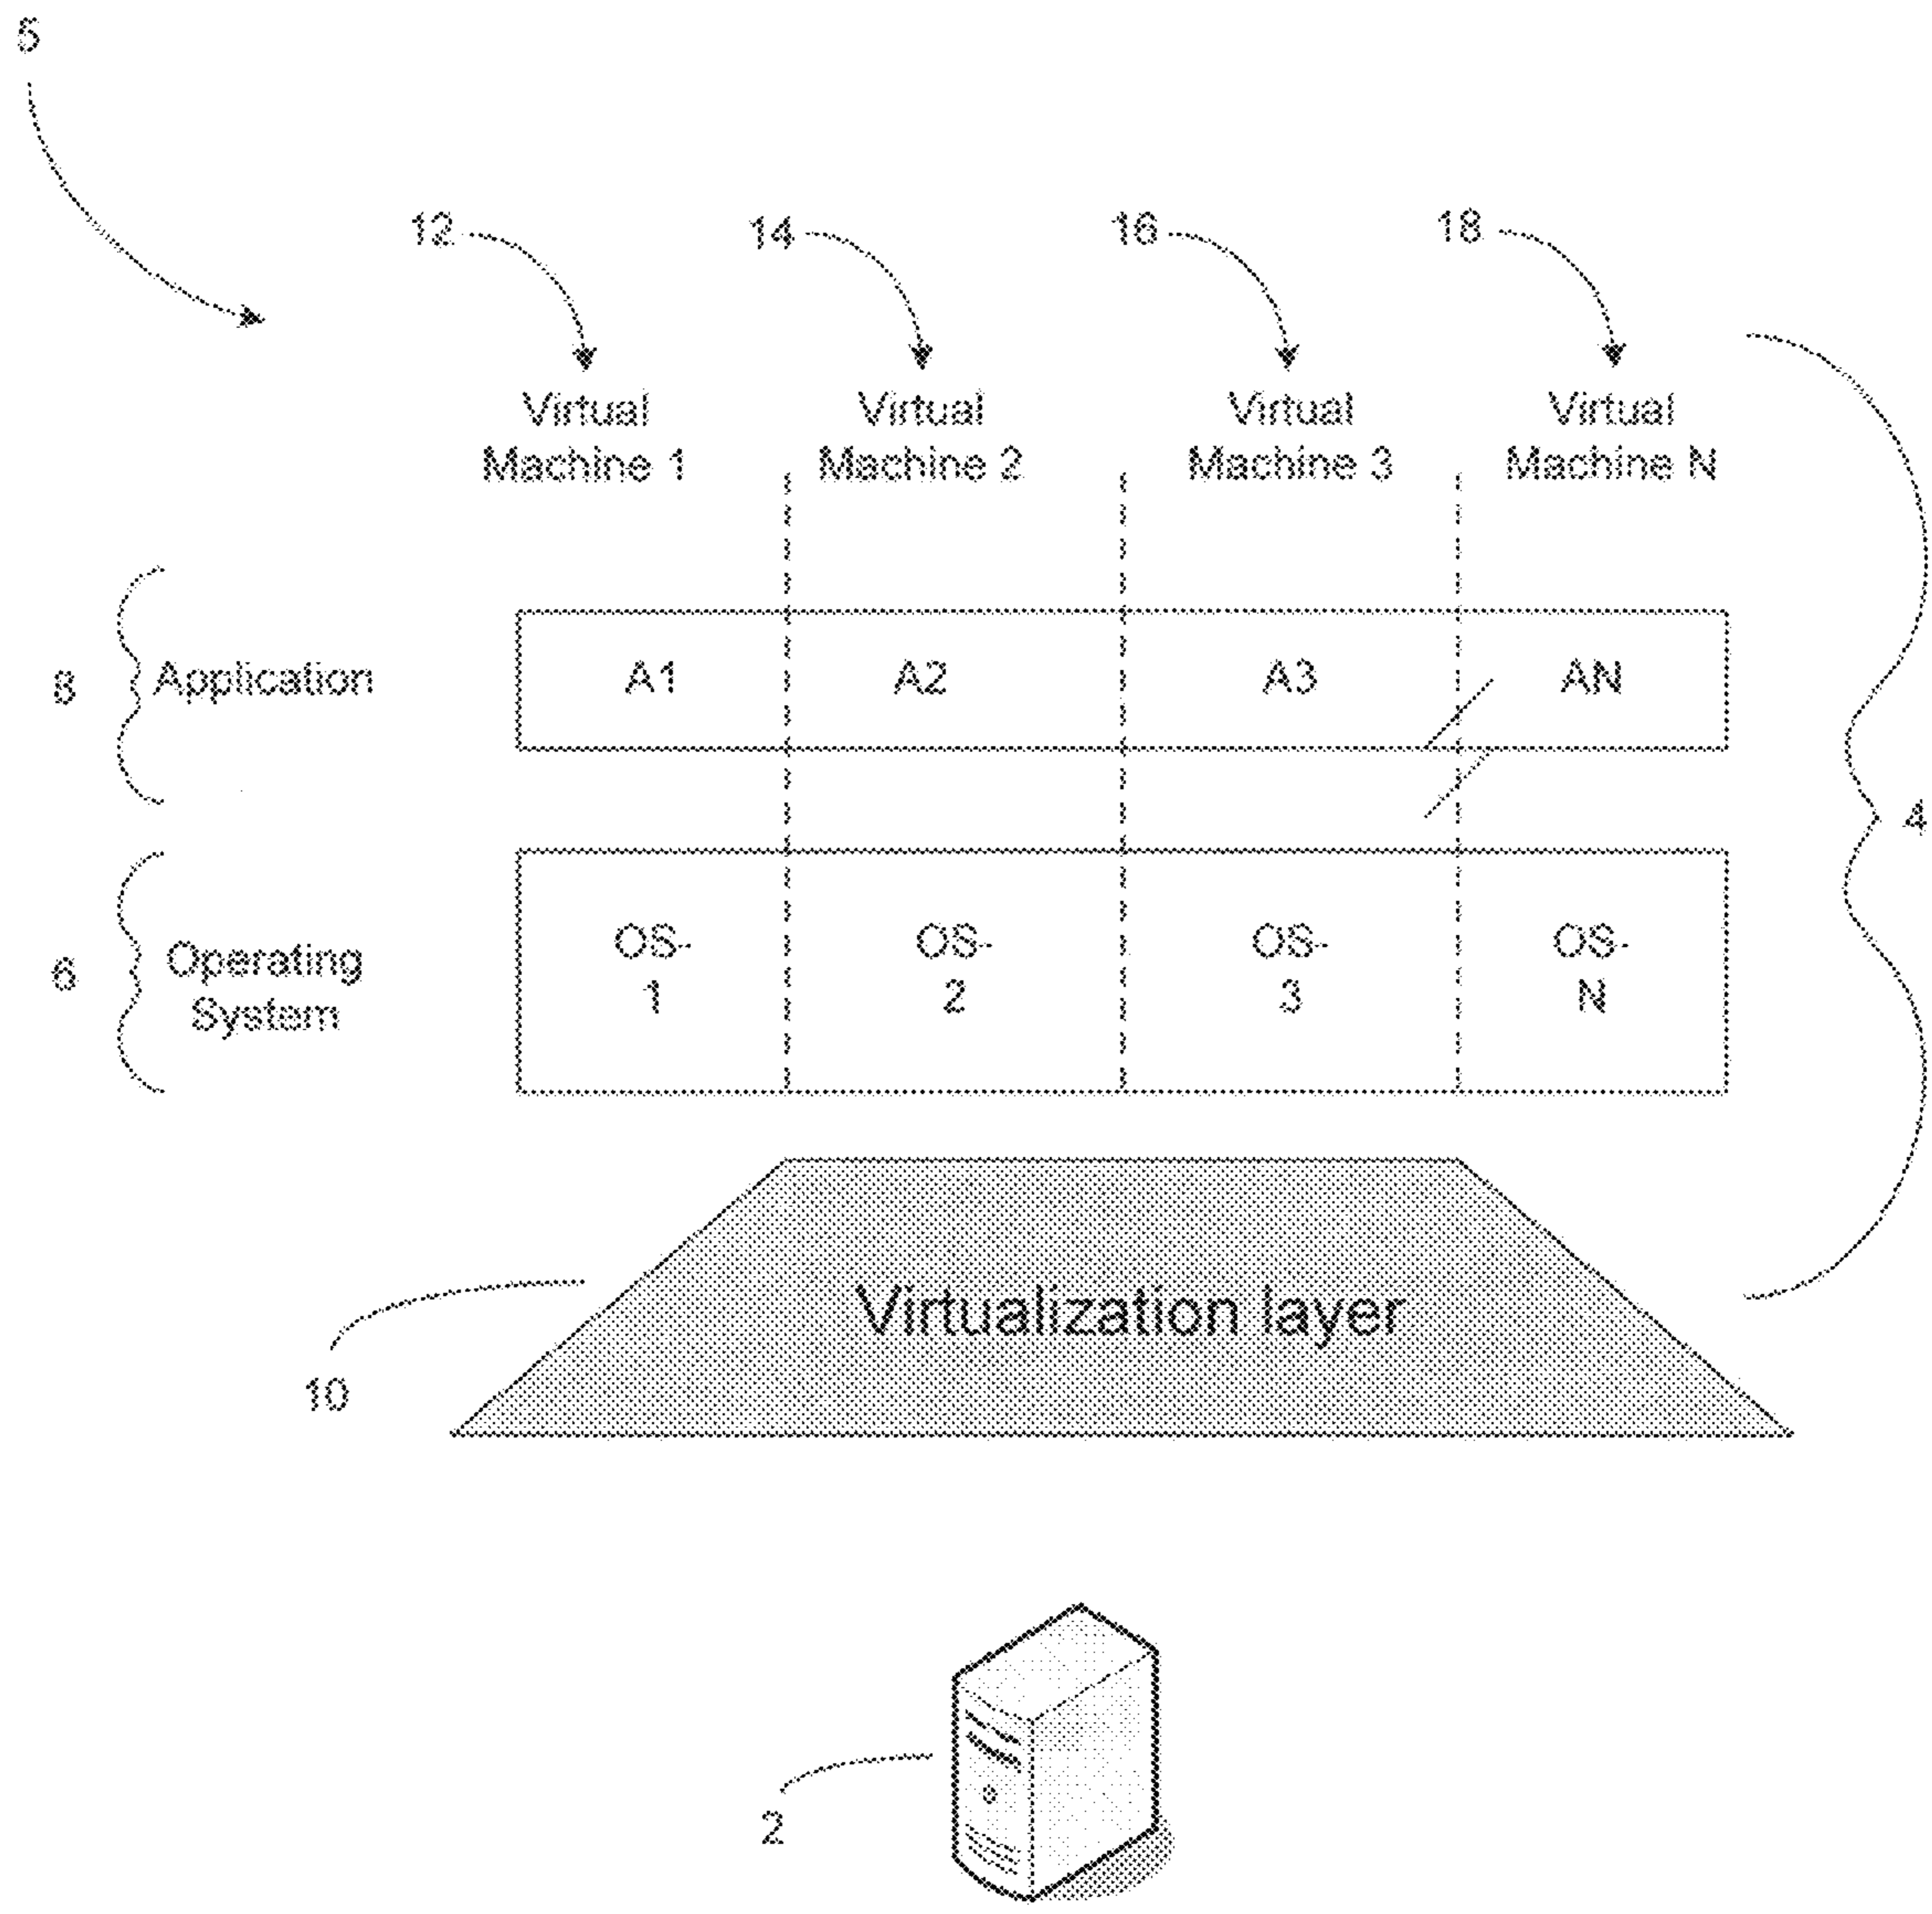 5
12
14
16
18
Virtual
Machine 1
Virtual
Machine 2
Virtual
Machine 3
Virtual
Machine N
8
Application
A1
A2
A3
AN
4
6
Operating
System
OS-
1
OS-
2
OS-
3
OS-
N
Virtualization layer
10
2